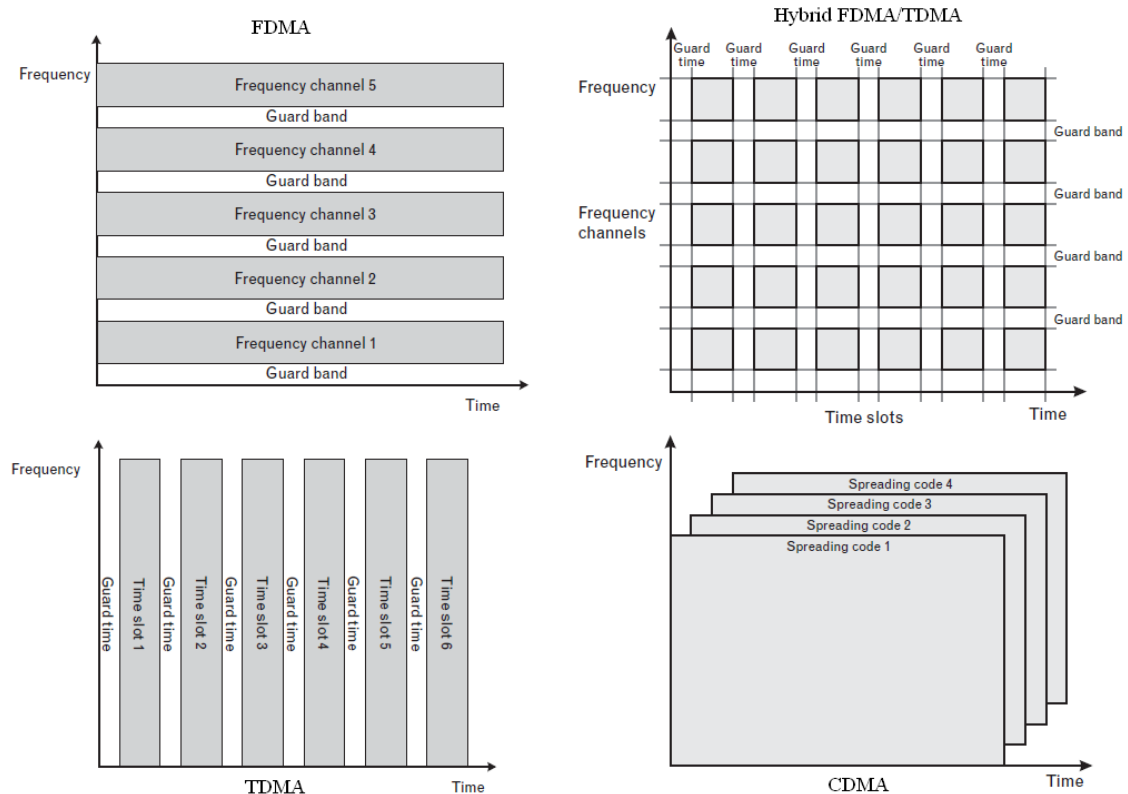 FDMA
Frequency
Frequency channel 5
Guard band
Frequency channel 4
Guard band
Frequency channel 3
Guard band
Frequency channel 2
Guard band
Frequency channel 1
Guard band
Time
Hybrid FDMA/TDMA
Guard time
Guard time
Guard time
Guard time
Guard time
Guard time
Frequency
Guard band
Guard band
Frequency
channels
Guard band
Guard band
Time slots
Time
Frequency
Guard time
Time slot 1
Guard time
Time slot 2
Guard time
Time slot 3
Guard time
Time slot 4
Guard time
Time slot 5
Guard time
Time slot 6
TDMA
Time
Frequency
Spreading code 4
Spreading code 3
Spreading code 2
Spreading code 1
CDMA
Time